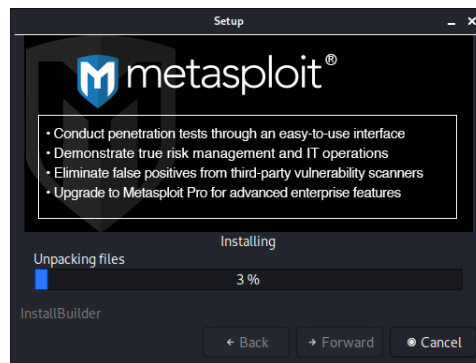 Setup
metasploit®
• Conduct penetration tests through an easy-to-use interface
• Demonstrate true risk management and IT operations
• Eliminate false positives from third-party vulnerability scanners
• Upgrade to Metasploit Pro for advanced enterprise features
Installing
Unpacking files
3 %
InstallBuilder
Back Forward Cancel